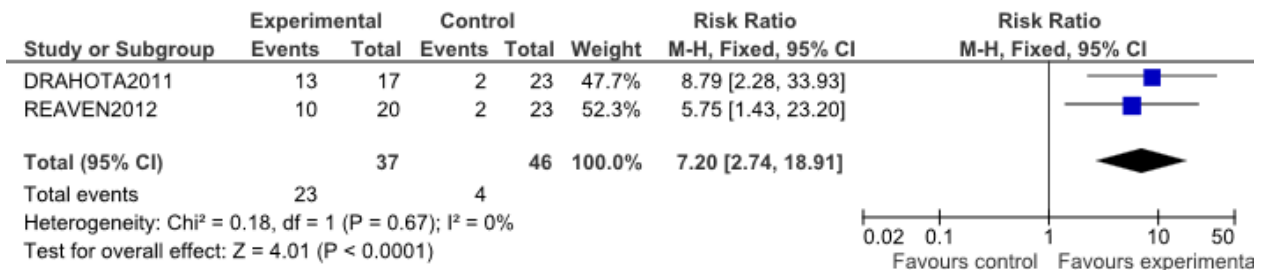 Experimental Control Risk Ratio Risk Ratio
Study or Subgroup Events Total Events Total Weight M-H, Fixed, 95% CI M-H, Fixed, 95% CI
DRAHOTA2011 13 17 2 23 47.7% 8.79 [2.28, 33.93]
REAVEN2012 10 20 2 23 52.3% 5.75 [1.43, 23.20]
Total (95% CI) 37 46 100.0% 7.20 [2.74, 18.91]
Total events 23 4
Heterogeneity: Chi² = 0.18, df = 1 (P = 0.67); I² = 0%
Test for overall effect: Z = 4.01 (P < 0.0001)
0.02 0.1 1 10 50
Favours control Favours experimenta